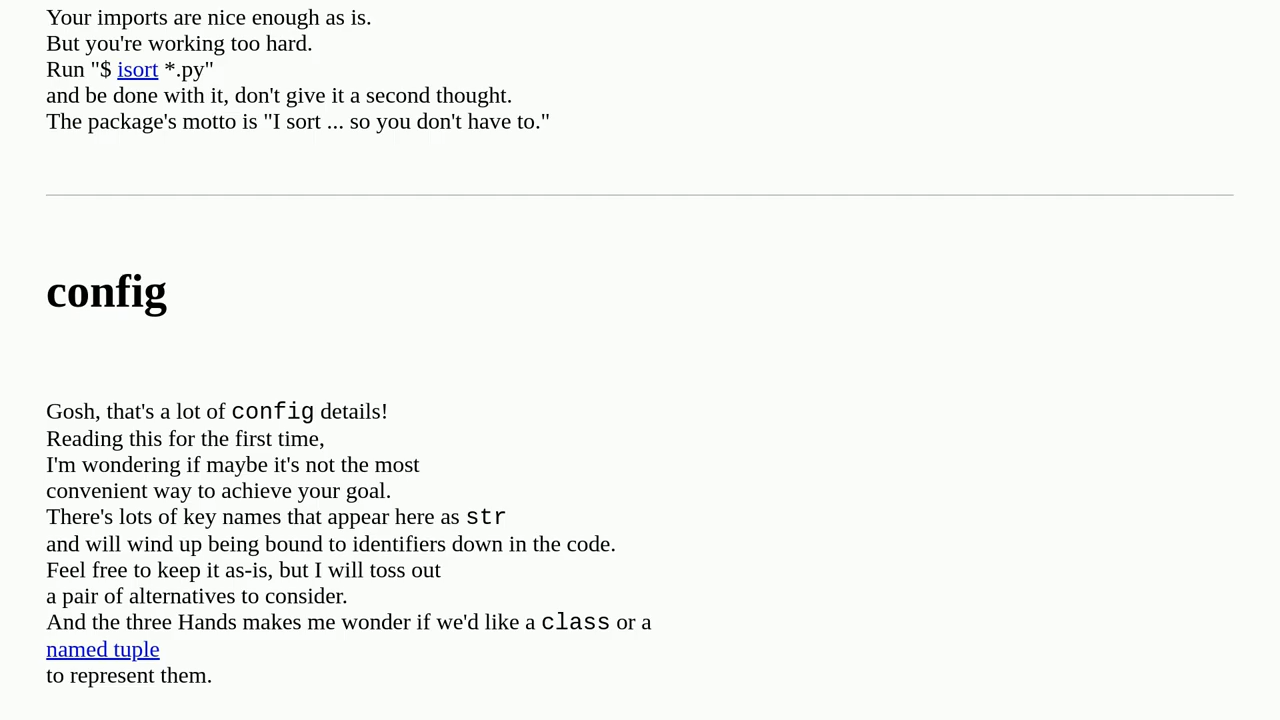 Your imports are nice enough as is.
But you're working too hard.
Run "$ isort *.py"
and be done with it, don't give it a second thought.
The package's motto is "I sort ... so you don't have to."
config
Gosh, that's a lot of config details!
Reading this for the first time,
I'm wondering if maybe it's not the most
convenient way to achieve your goal.
There's lots of key names that appear here as str
and will wind up being bound to identifiers down in the code.
Feel free to keep it as-is, but I will toss out
a pair of alternatives to consider.
And the three Hands makes me wonder if we'd like a class or a
named tuple
to represent them.